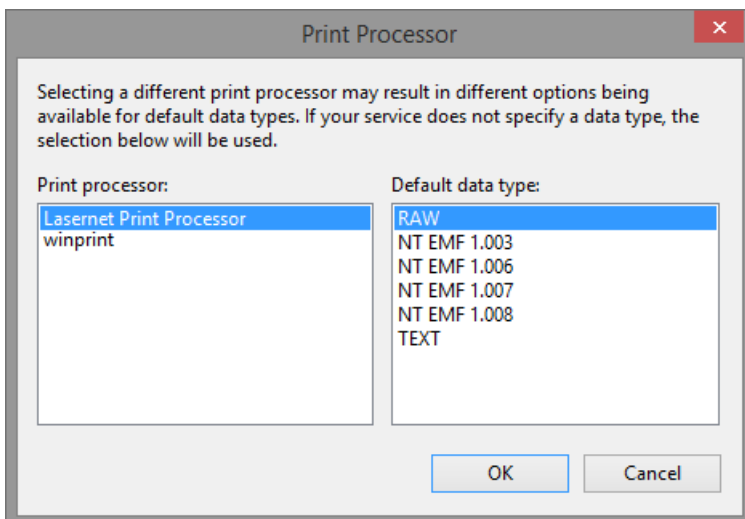 Print Processor
Selecting a different print processor may result in different options being
available for default data types. If your service does not specify a data type, the
selection below will be used.
Print processor:
Lasernet Print Processor
winprint
Default data type:
RAW
NT EMF 1.003
NT EMF 1.006
NT EMF 1.007
NT EMF 1.008
TEXT
OK
Cancel